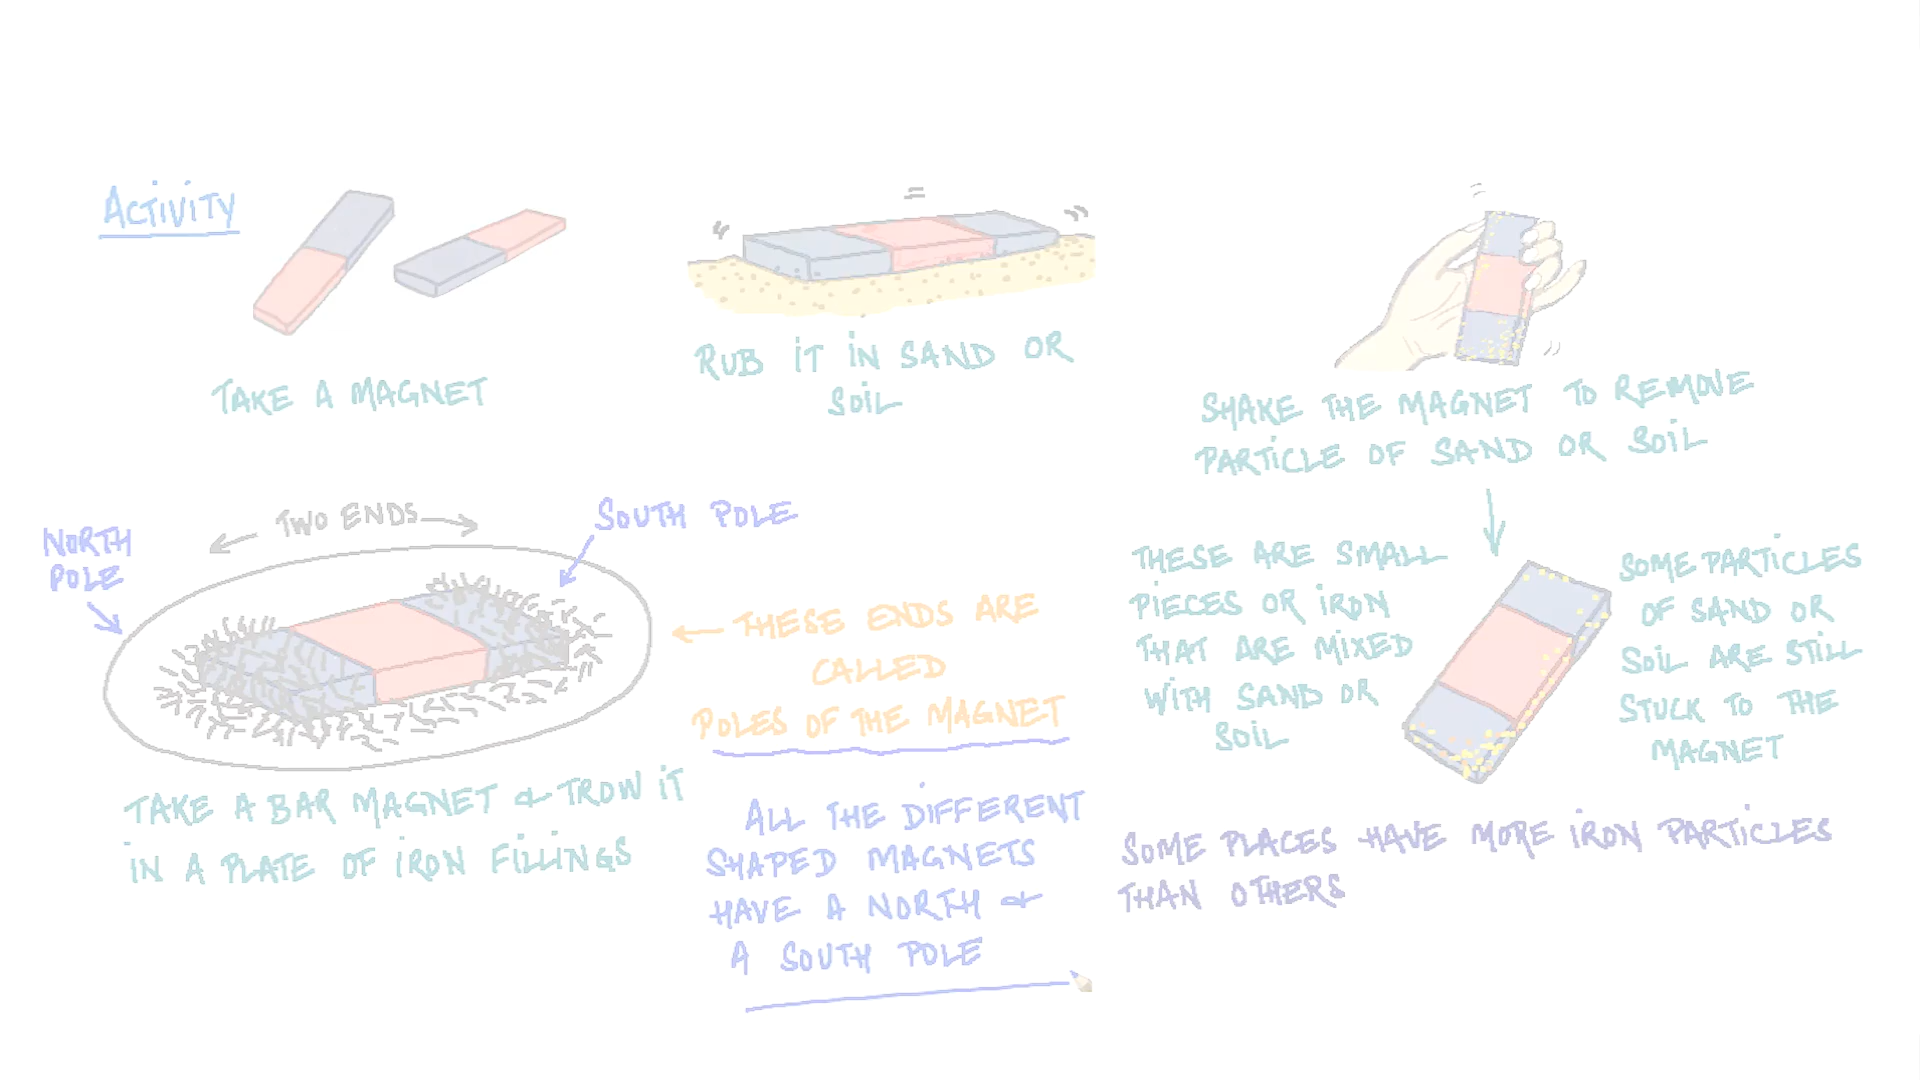 ACTIVITY
TAKE A MAGNET
RUB IT IN SAND OR
SOIL
SHAKE THE MAGNET TO REMOVE
PARTICLE OF SAND OR SOIL
THESE ARE SMALL
PIECES OR IRON
THAT ARE MIXED
WITH SAND OR
SOIL
SOME PARTICLES
OF SAND OR
SOIL ARE STILL
STUCK TO THE
MAGNET
SOME PLACES HAVE MORE IRON PARTICLES
THAN OTHERS
TWO ENDS
NORTH
POLE
SOUTH POLE
TAKE A BAR MAGNET & TROW IT
IN A PLATE OF IRON FILLINGS
THESE ENDS ARE
CALLED
POLES OF THE MAGNET
ALL THE DIFFERENT
SHAPED MAGNETS
HAVE A NORTH &
A SOUTH POLE